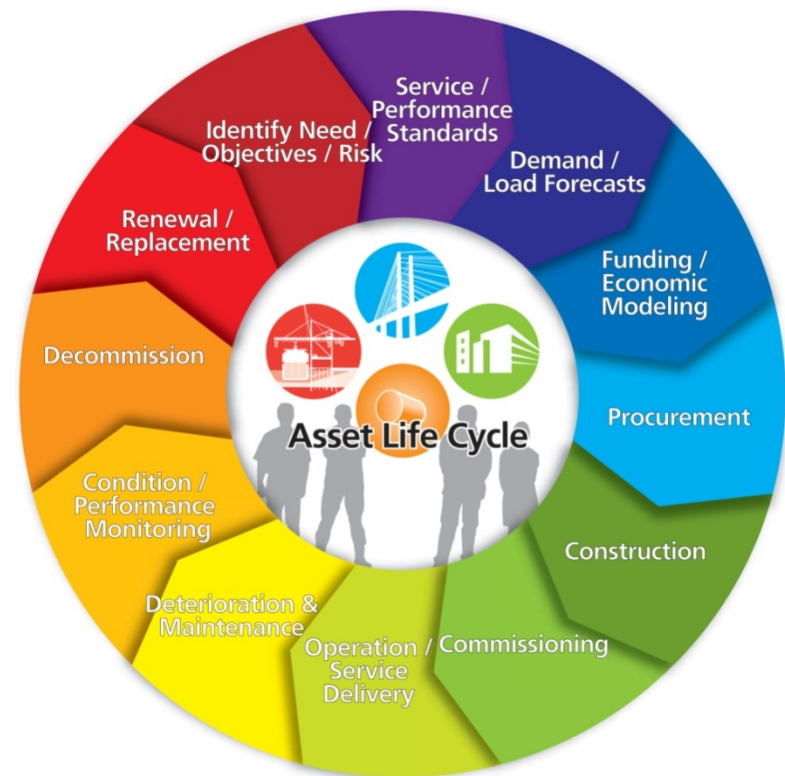 Service /
Performance
Standards
Demand /
Load Forecasts
Funding /
Economic
Modeling
Procurement
Construction
Commissioning
Operation /
Service
Delivery
Deterioration &
Maintenance
Condition /
Performance
Monitoring
Decommission
Renewal /
Replacement
Identify Need /
Objectives / Risk
Asset Life Cycle